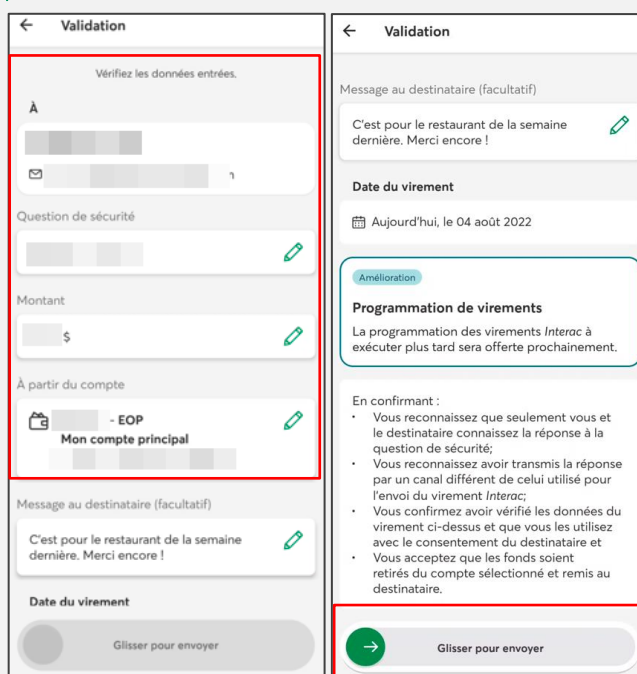 Validation
Vérifiez les données entrées.
À
Question de sécurité
Montant
$
À partir du compte
- EOP
Mon compte principal
Message au destinataire (facultatif)
C'est pour le restaurant de la semaine
dernière. Merci encore !
Date du virement
Glisser pour envoyer
Validation
Message au destinataire (facultatif)
C'est pour le restaurant de la semaine
dernière. Merci encore !
Date du virement
Aujourd'hui, le 04 août 2022
Amélioration
Programmation de virements
La programmation des virements Interac à
exécuter plus tard sera offerte prochainement.
En confirmant :
• Vous reconnaissez que seulement vous et
le destinataire connaissez la réponse à la
question de sécurité;
• Vous reconnaissez avoir transmis la réponse
par un canal différent de celui utilisé pour
l'envoi du virement Interac;
• Vous confirmez avoir vérifié les données du
virement ci-dessus et que vous les utilisez
avec le consentement du destinataire et
• Vous acceptez que les fonds soient
retirés du compte sélectionné et remis au
destinataire.
Glisser pour envoyer